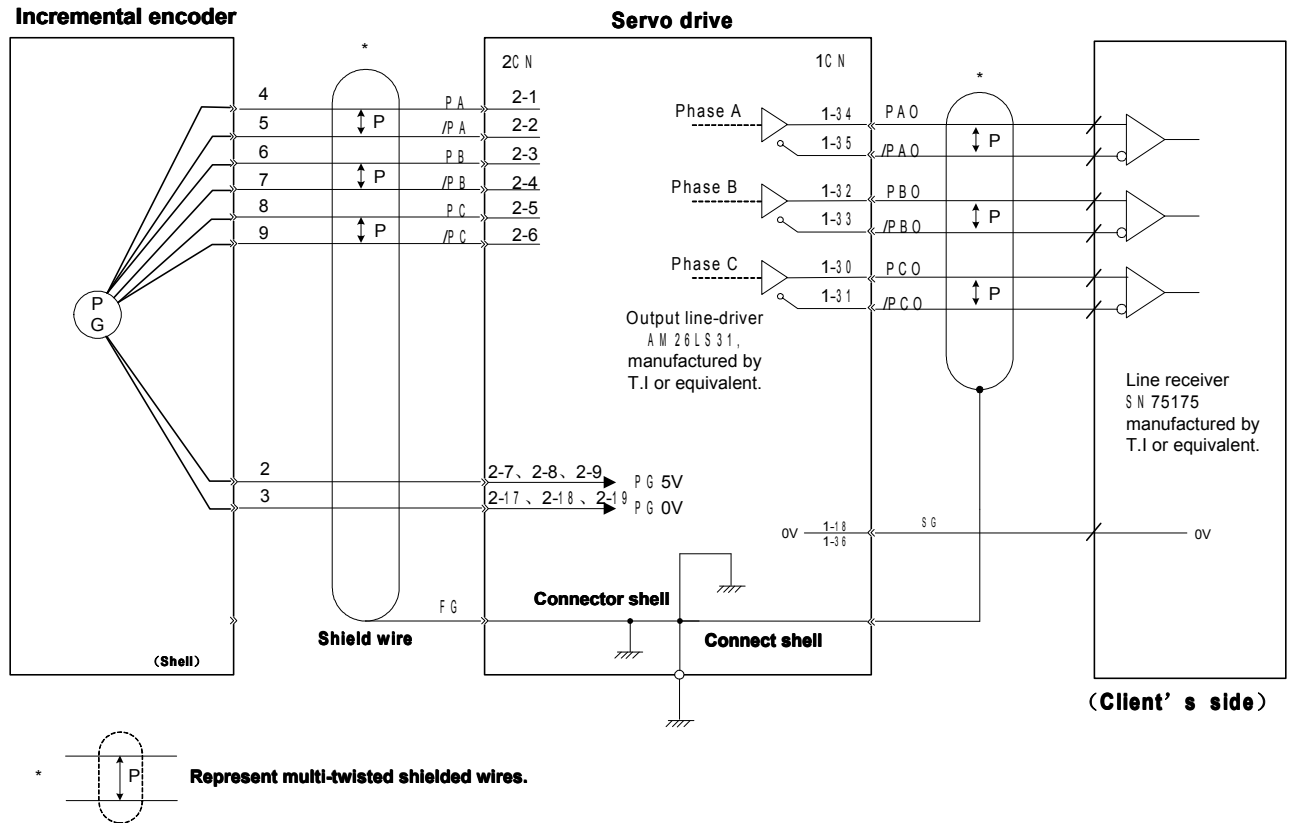 Incremental encoder
Servo drive
*
2CN
1CN
*
4
PA
2-1
5
P
/PA
2-2
6
PB
2-3
7
P
/PB
2-4
8
PC
2-5
9
P
/PC
2-6
Phase A
1-34
PAO
1-35
/PAO
P
Phase B
1-32
PBO
1-33
/PBO
P
Phase C
1-30
PCO
1-31
/PCO
P
P
G
Output line-driver
AM26LS31,
manufactured by
T.I or equivalent.
Line receiver
SN75175
manufactured by
T.I or equivalent.
2
2-7、2-8、2-9
PG 5V
3
2-17、2-18、2-19
PG 0V
0V
1-18
1-36
SG
0V
FG
Connector shell
Shield wire
Connect shell
(Shell)
（Client’s side）
*
P
Represent multi-twisted shielded wires.